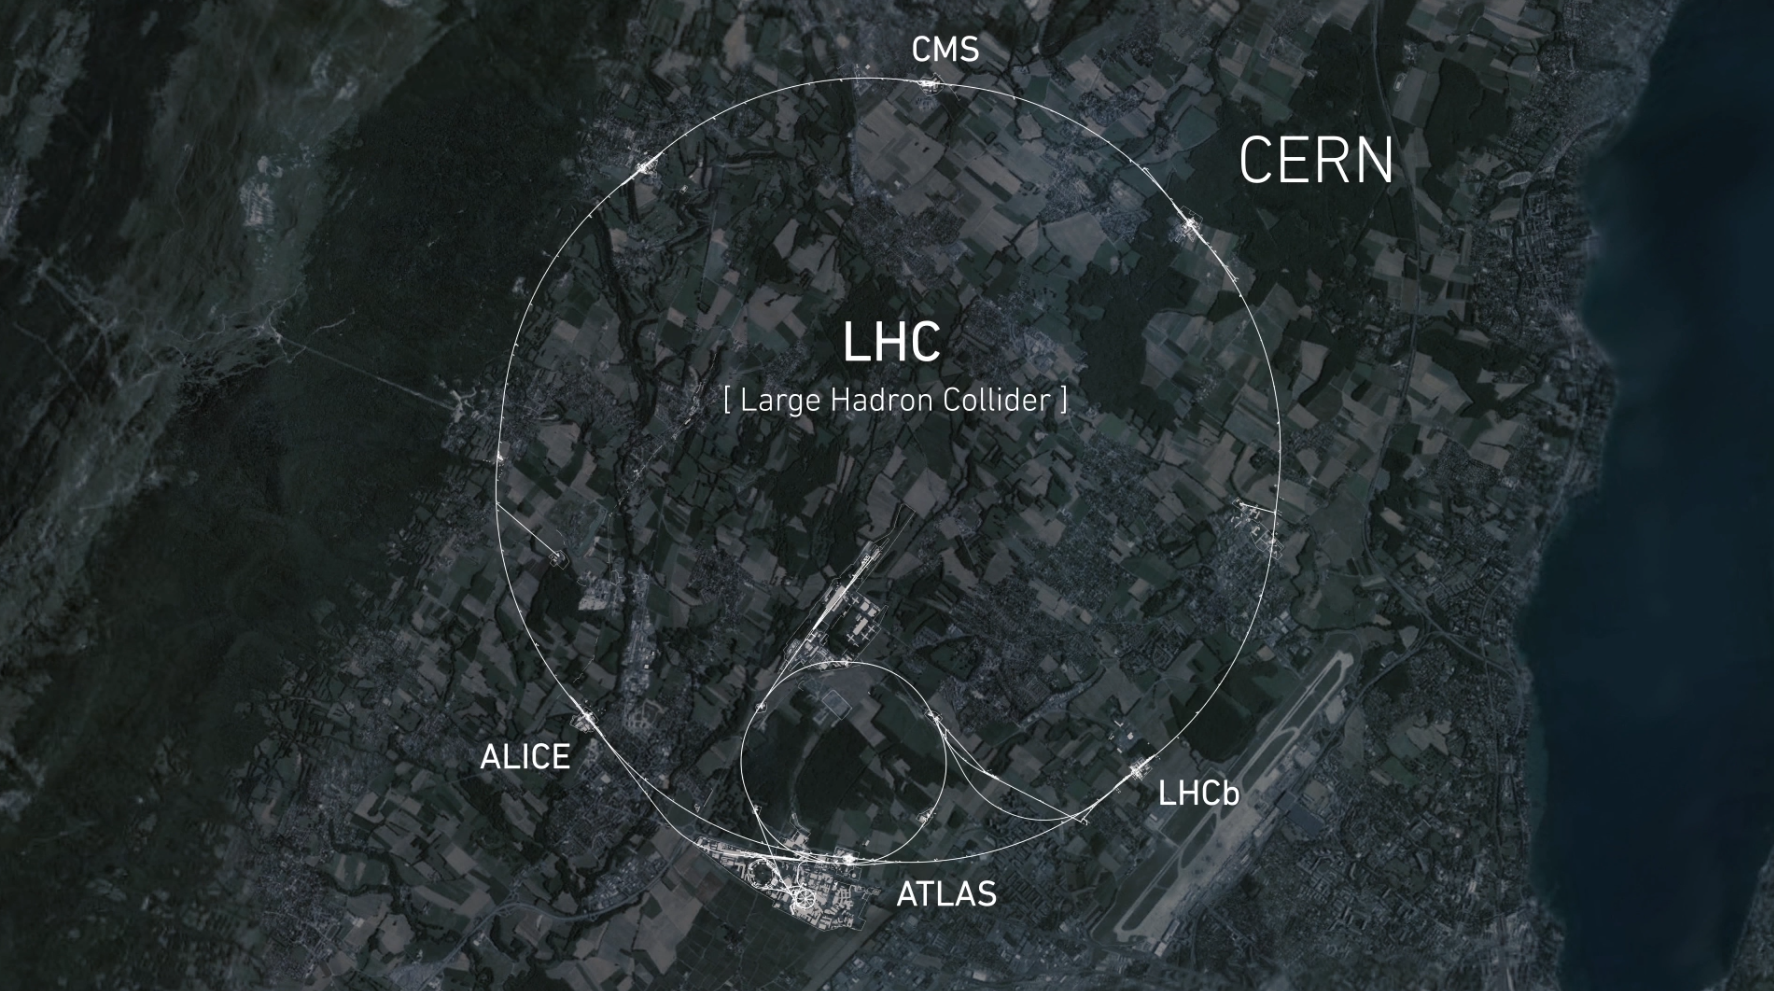 CMS
CERN
LHC
[ Large Hadron Collider ]
ALICE
LHCb
ATLAS